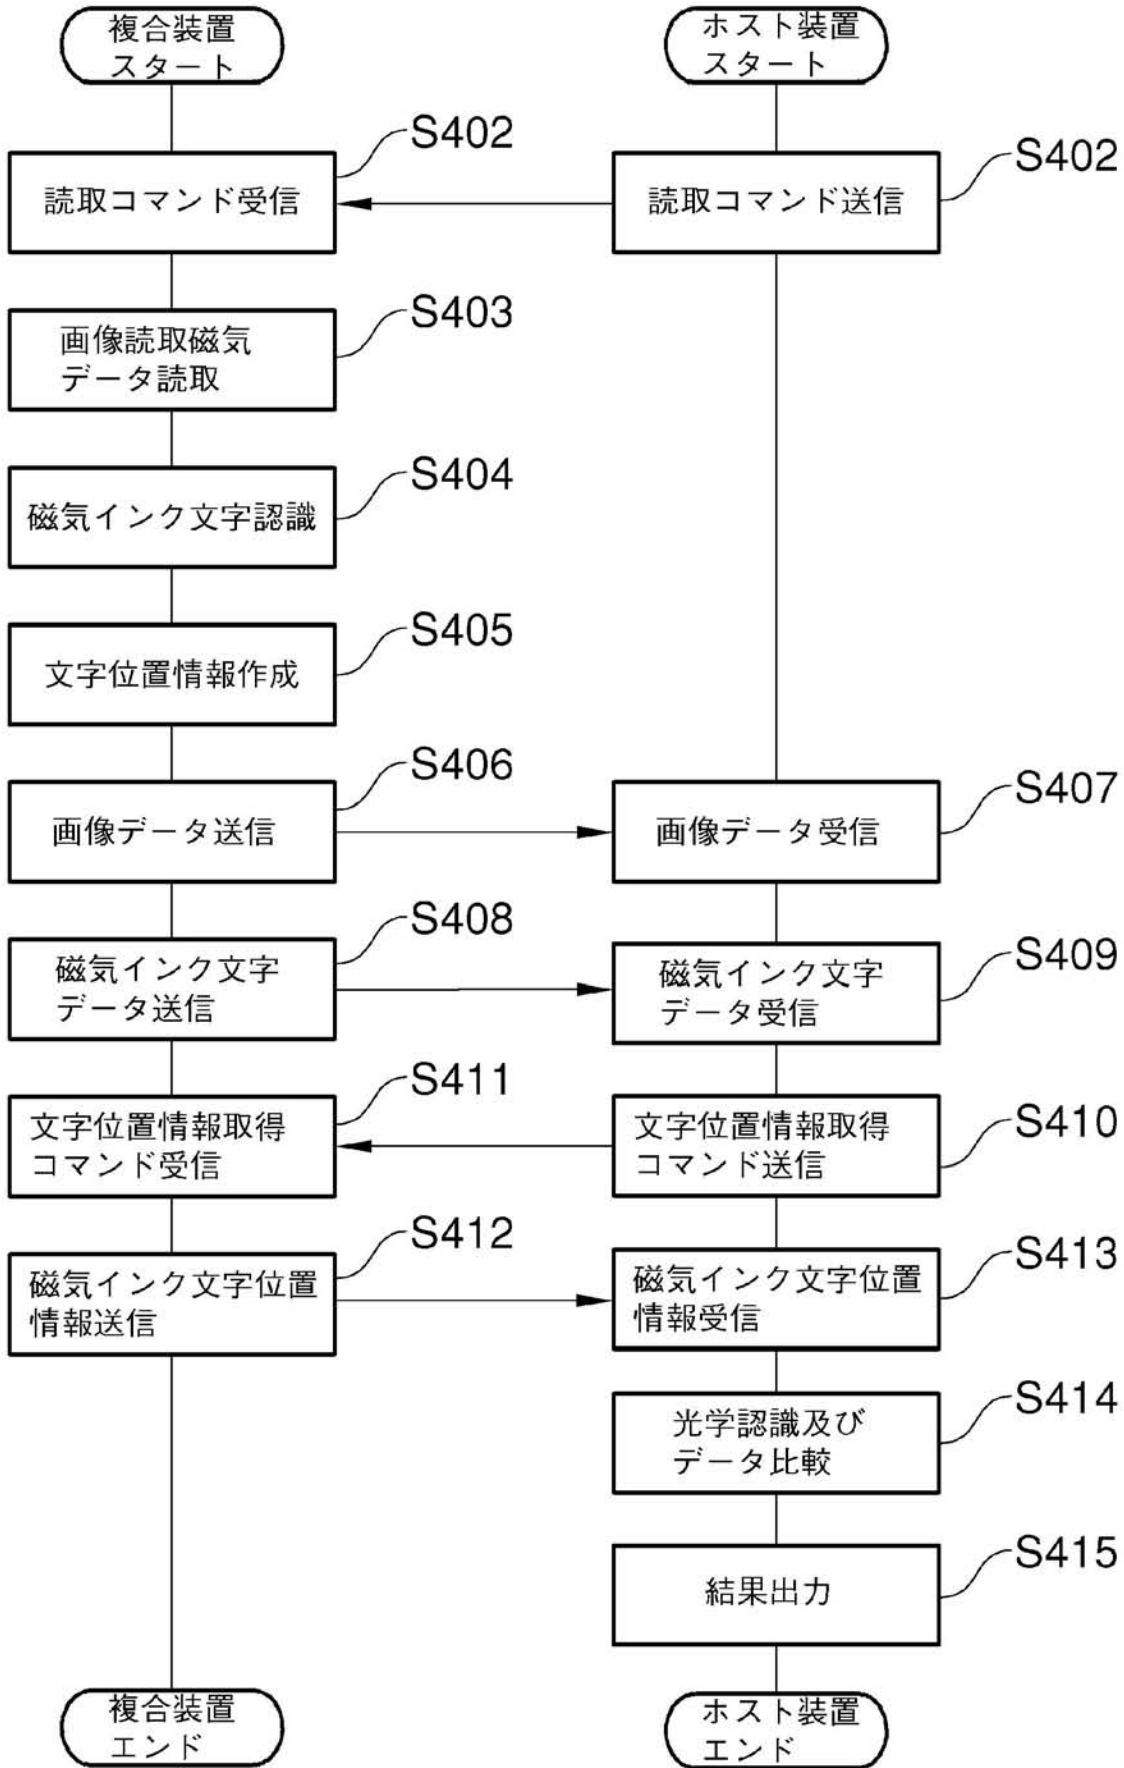 複合装置
スタート
ホスト装置
スタート
S402
読取コマンド受信
S402
読取コマンド送信
S403
画像読取磁気
データ読取
S404
磁気インク文字認識
S405
文字位置情報作成
S406
画像データ送信
S407
画像データ受信
S408
磁気インク文字
データ送信
S409
磁気インク文字
データ受信
S411
文字位置情報取得
コマンド受信
S410
文字位置情報取得
コマンド送信
S412
磁気インク文字位置
情報送信
S413
磁気インク文字位置
情報受信
S414
光学認識及び
データ比較
S415
結果出力
複合装置
エンド
ホスト装置
エンド